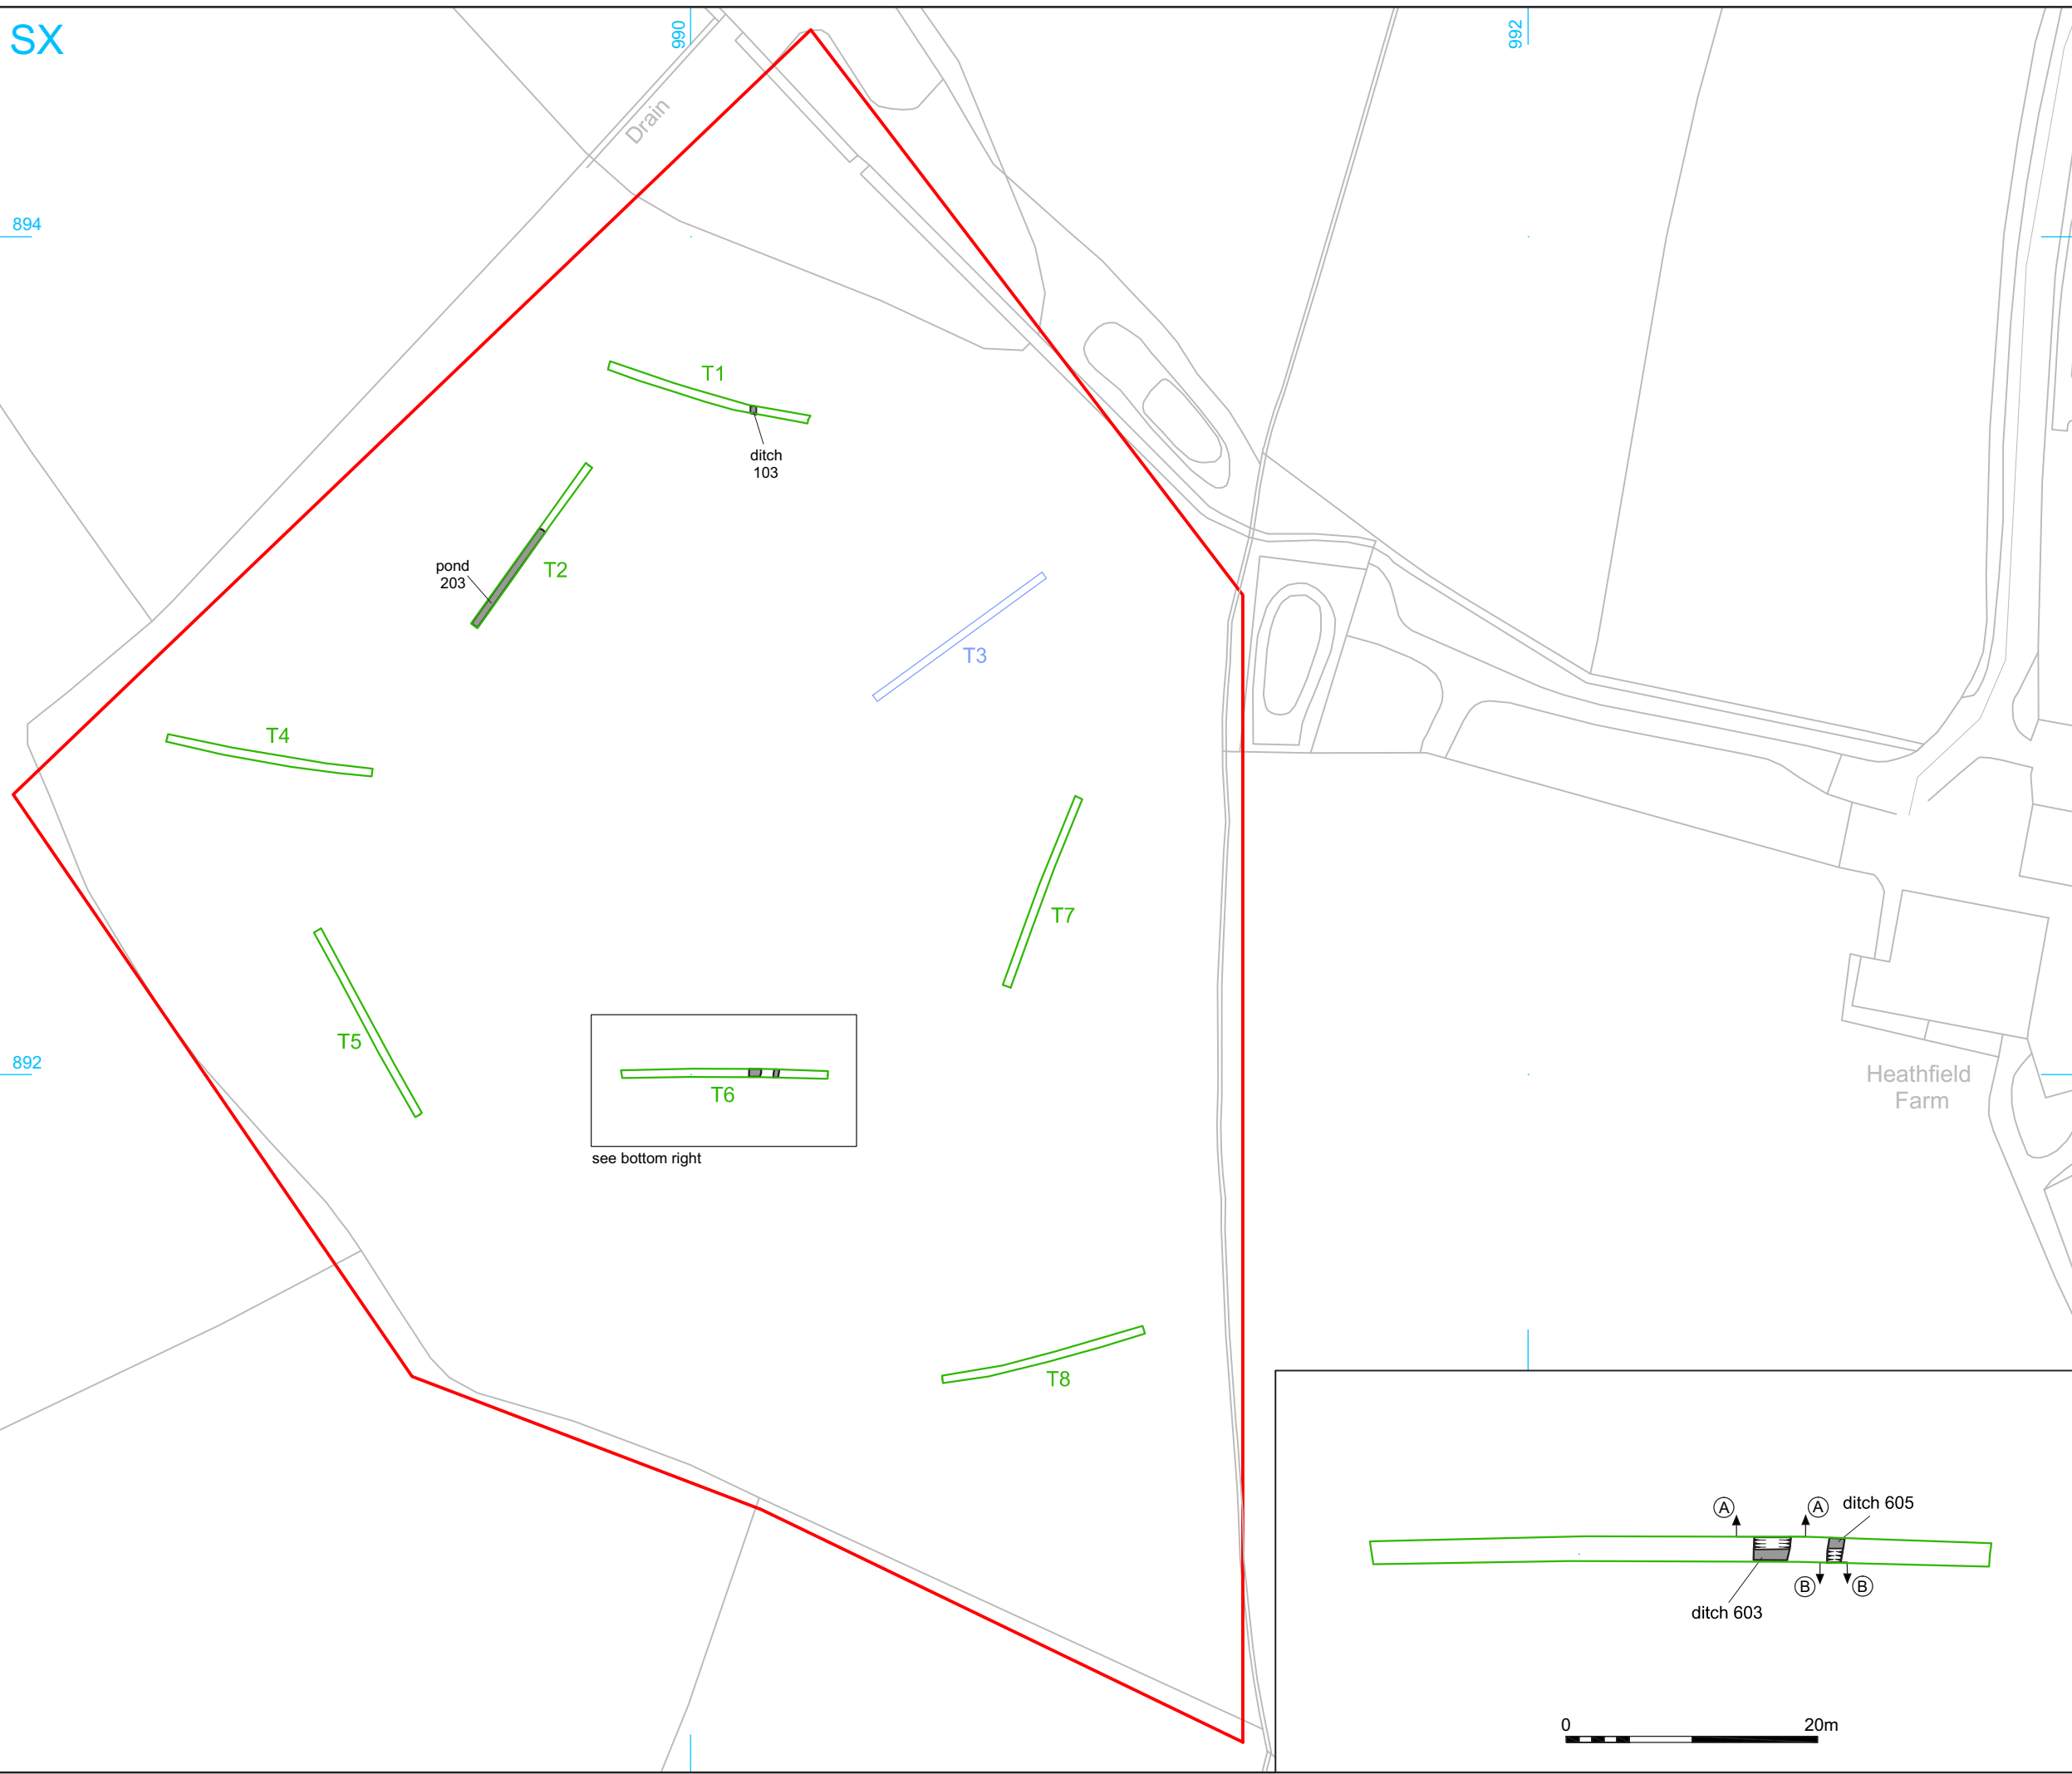 SX
990
992
Drain
894
T1
ditch
103
pond
203
T2
T3
T4
T7
T5
892
T6
see bottom right
Heathfield
Farm
T8
A
A
ditch 605
B
B
ditch 603
0
20m